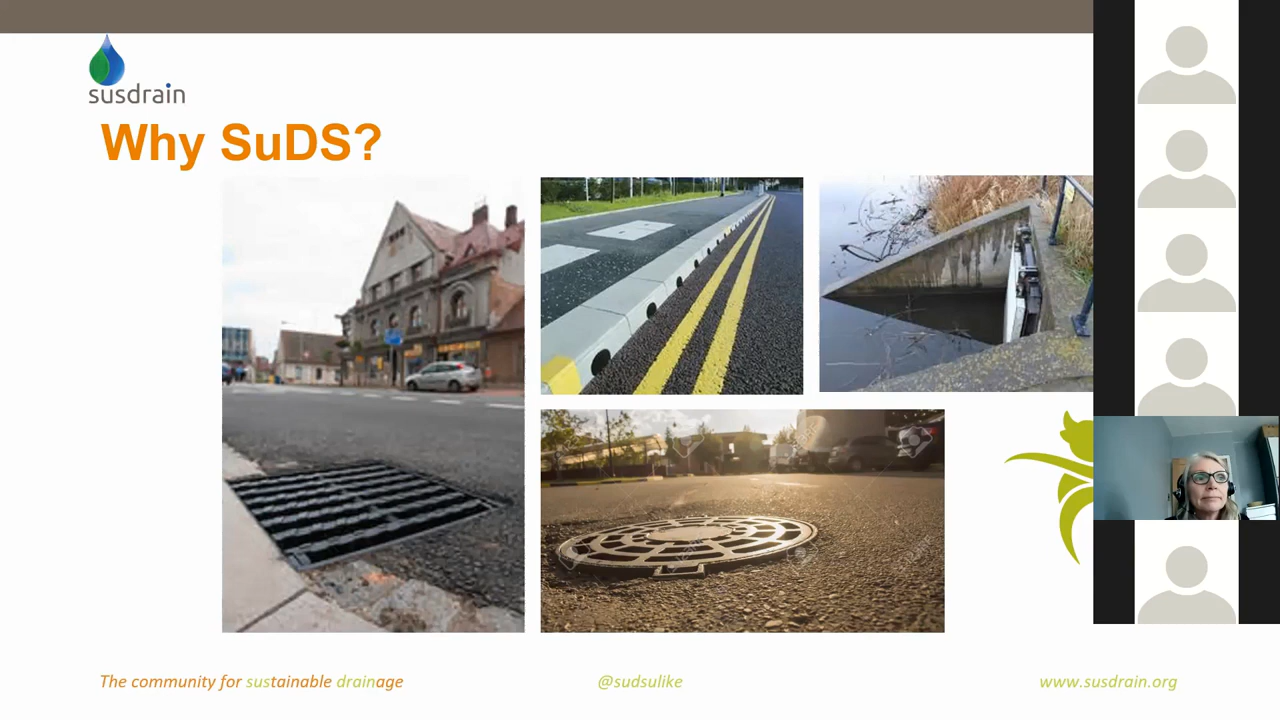 susdrain
Why SuDS?
The community for sustainable drainage
@sudsulike
www.susdrain.org